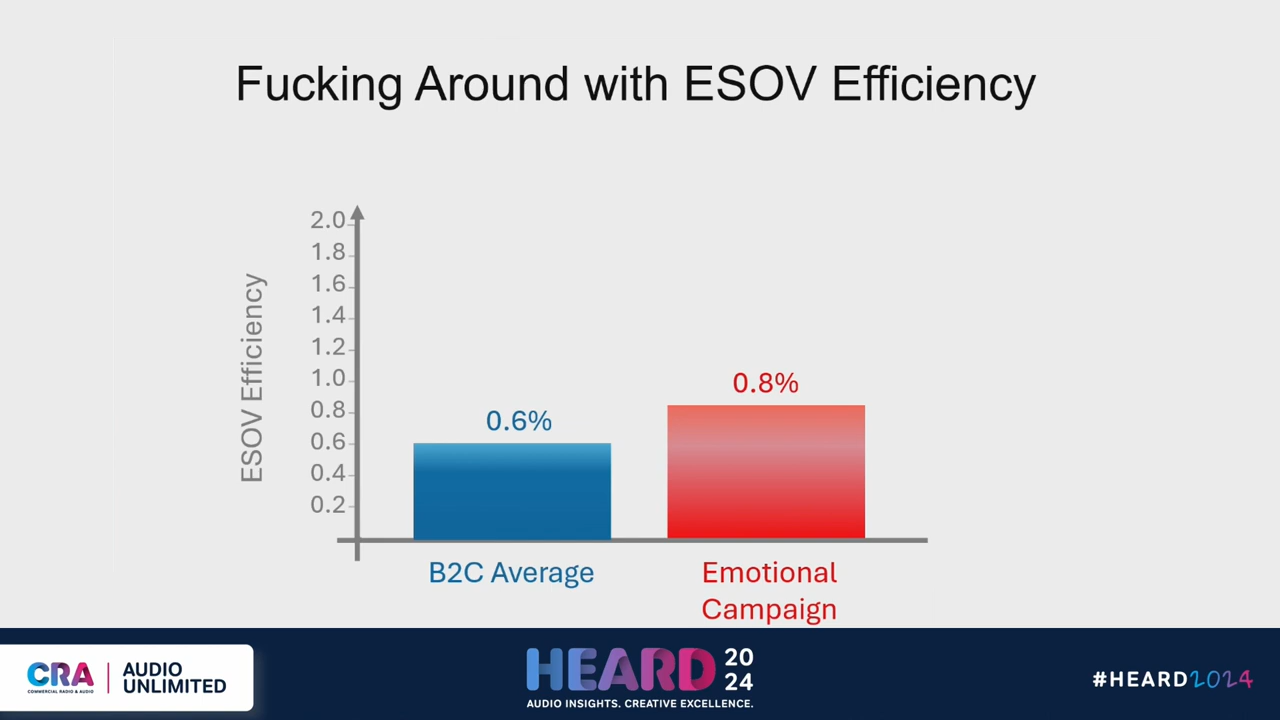 Fucking Around with ESOV Efficiency
ESOV Efficiency
2.0
1.8
1.6
1.4
1.2
1.0
0.8
0.6
0.4
0.2
0.6%
0.8%
B2C Average
Emotional
Campaign
CRA
COMMERCIAL RADIO & AUDIO
AUDIO
UNLIMITED
HEARD
20
24
AUDIO INSIGHTS. CREATIVE EXCELLENCE.
#HEARD2024